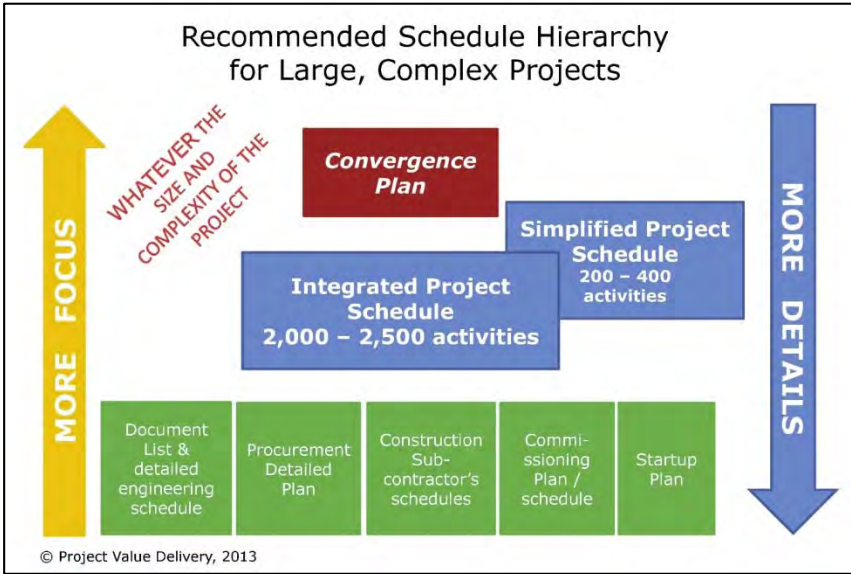 Recommended Schedule Hierarchy
for Large, Complex Projects
WHATEVER THE
SIZE AND
COMPLEXITY OF THE
PROJECT
Convergence
Plan
Simplified Project
Schedule
200 – 400
activities
Integrated Project
Schedule
2,000 – 2,500 activities
MORE FOCUS
MORE DETAILS
Document
List &
detailed
engineering
schedule
Procurement
Detailed
Plan
Construction
Sub-
contractor’s
schedules
Commi-
ssioning
Plan /
schedule
Startup
Plan
© Project Value Delivery, 2013